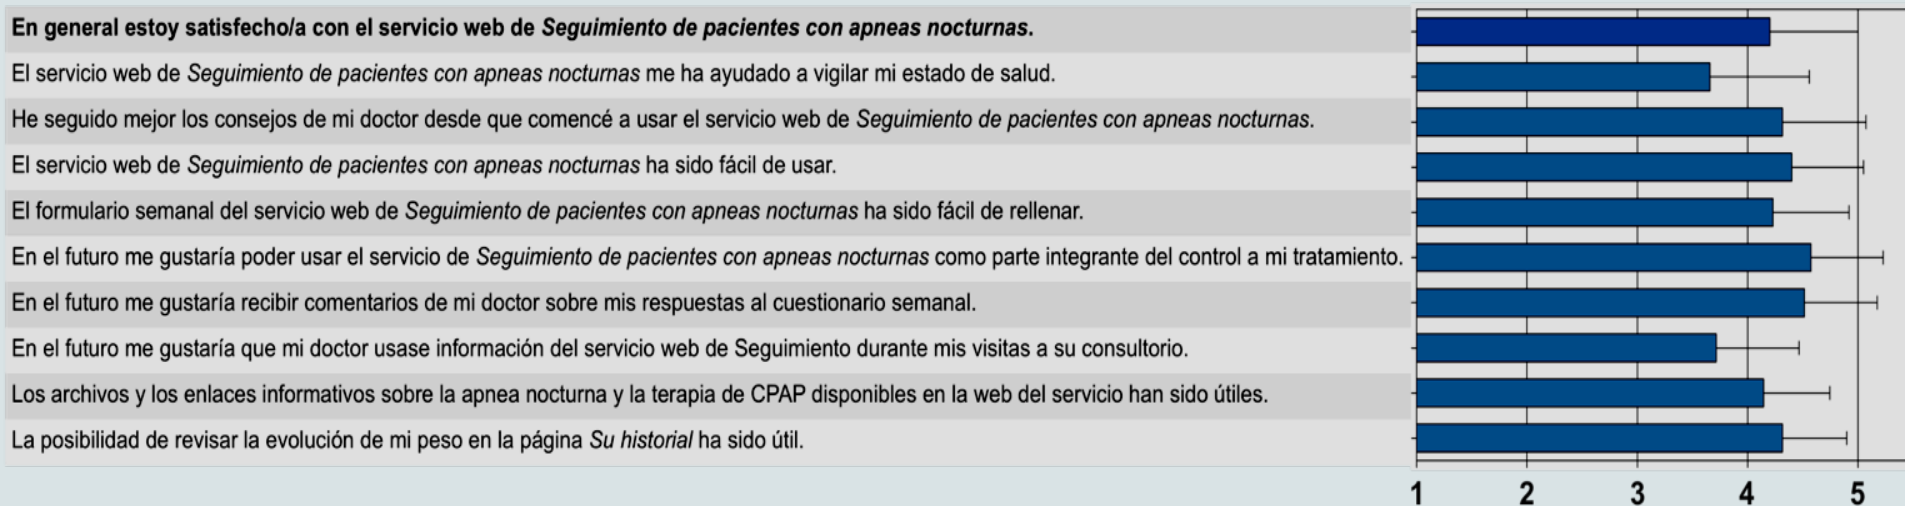 En general estoy satisfecho/a con el servicio web de Seguimiento de pacientes con apneas nocturnas.
El servicio web de Seguimiento de pacientes con apneas nocturnas me ha ayudado a vigilar mi estado de salud.
He seguido mejor los consejos de mi doctor desde que comencé a usar el servicio web de Seguimiento de pacientes con apneas nocturnas.
El servicio web de Seguimiento de pacientes con apneas nocturnas ha sido fácil de usar.
El formulario semanal del servicio web de Seguimiento de pacientes con apneas nocturnas ha sido fácil de rellenar.
En el futuro me gustaría poder usar el servicio de Seguimiento de pacientes con apneas nocturnas como parte integrante del control a mi tratamiento.
En el futuro me gustaría recibir comentarios de mi doctor sobre mis respuestas al cuestionario semanal.
En el futuro me gustaría que mi doctor usase información del servicio web de Seguimiento durante mis visitas a su consultorio.
Los archivos y los enlaces informativos sobre la apnea nocturna y la terapia de CPAP disponibles en la web del servicio han sido útiles.
La posibilidad de revisar la evolución de mi peso en la página Su historial ha sido útil.
1 2 3 4 5